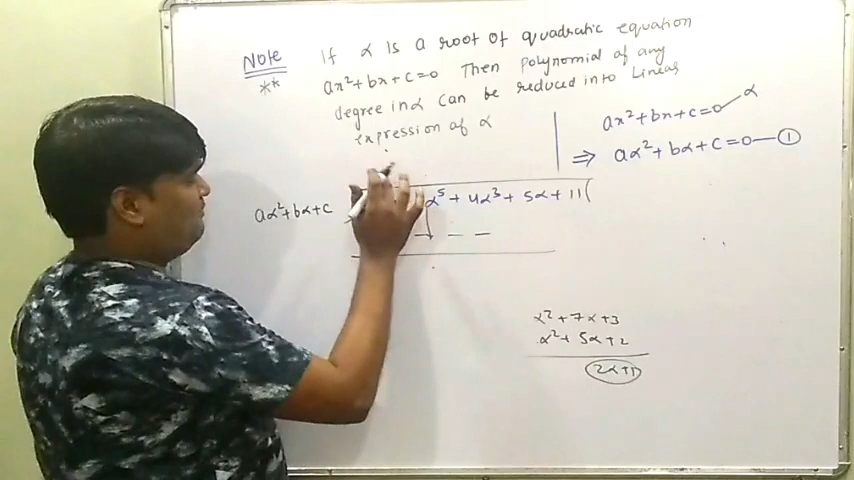 Note
**
If α is a root of quadratic equation
ax²+bx+c=0 Then polynomial of any
degree in α can be reduced into Linear
expression of α
ax²+bx+c=0 α
⇒ aα²+bα+c=0 — ①
aα²+bα+c
α⁵ + 4α³ + 5α + 11(
α²+7α+3
α²+5α+2
2α+1